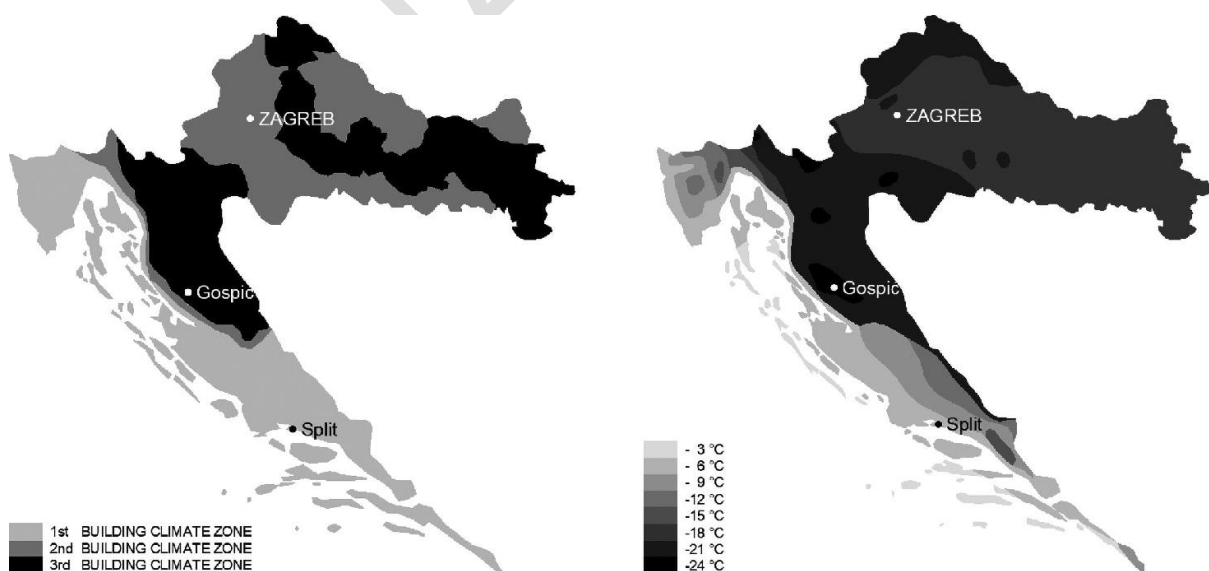 ZAGREB
Gospic
Split
1st BUILDING CLIMATE ZONE
2nd BUILDING CLIMATE ZONE
3rd BUILDING CLIMATE ZONE
ZAGREB
Gospic
Split
- 3 °C
- 6 °C
- 9 °C
-12 °C
-15 °C
-18 °C
-21 °C
-24 °C